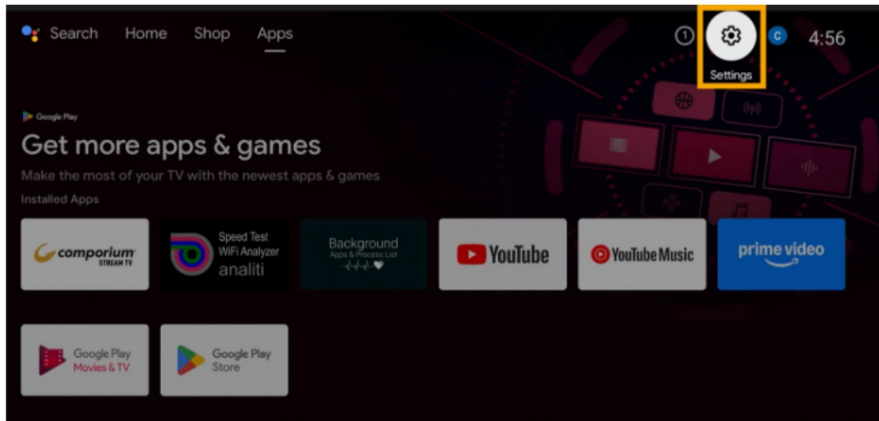 Search Home Shop Apps
1
C
4:56
Settings
Google Play
Get more apps & games
Make the most of your TV with the newest apps & games
Installed Apps
comporium
STREAM TV
Speed Test
WiFi Analyzer
analiti
Background
Apps & Process List
YouTube
YouTube Music
prime video
Google Play
Movies & TV
Google Play
Store